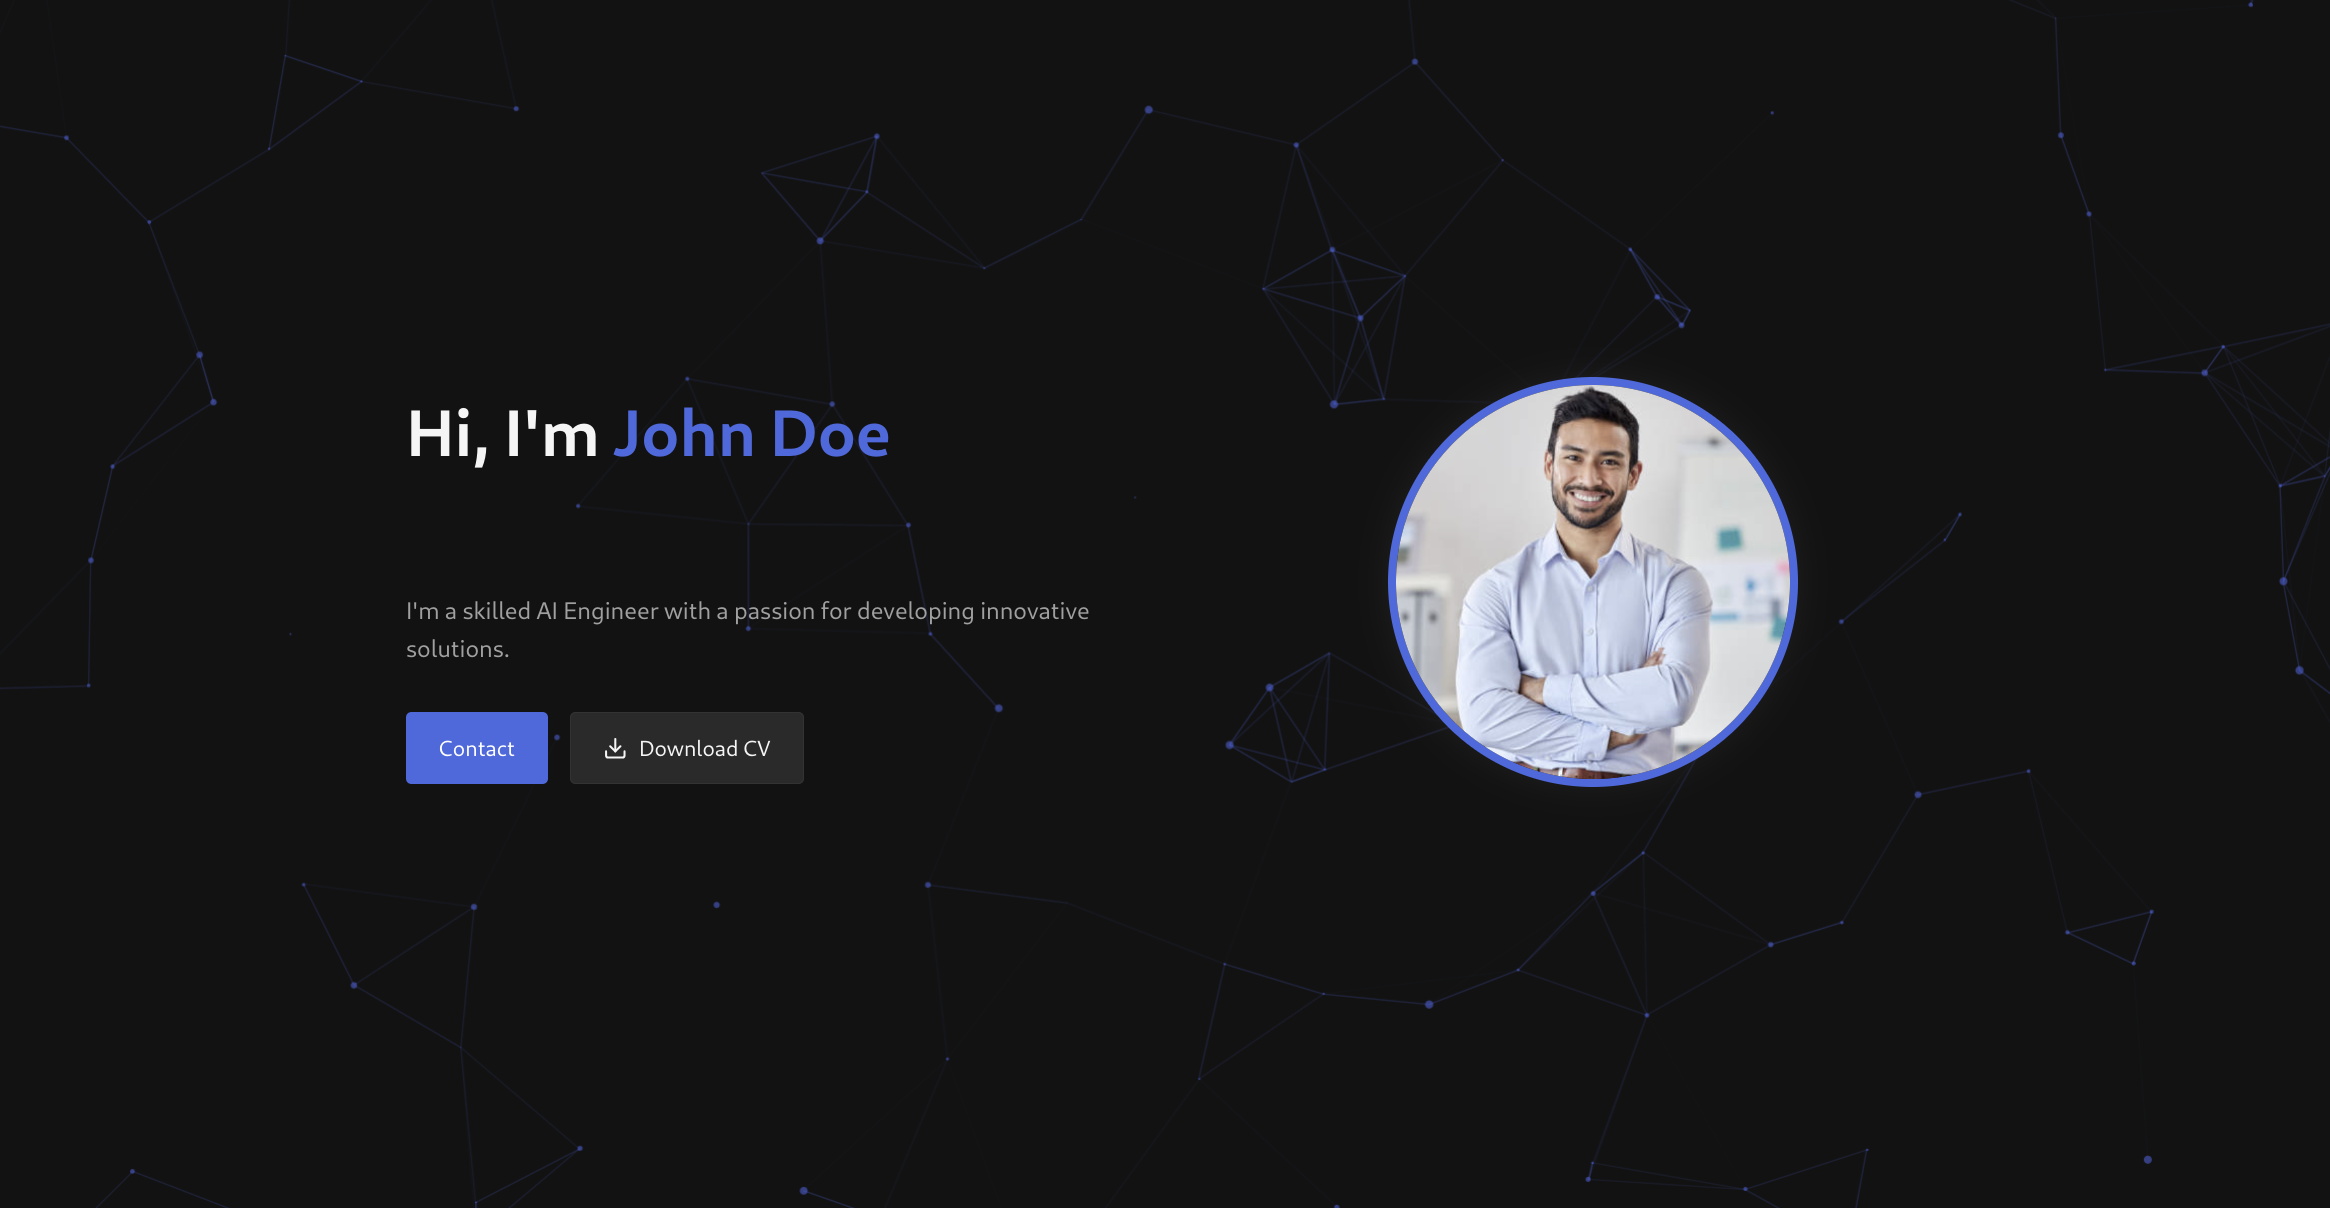 Hi, I'm John Doe
I'm a skilled AI Engineer with a passion for developing innovative
solutions.
Contact
Download CV